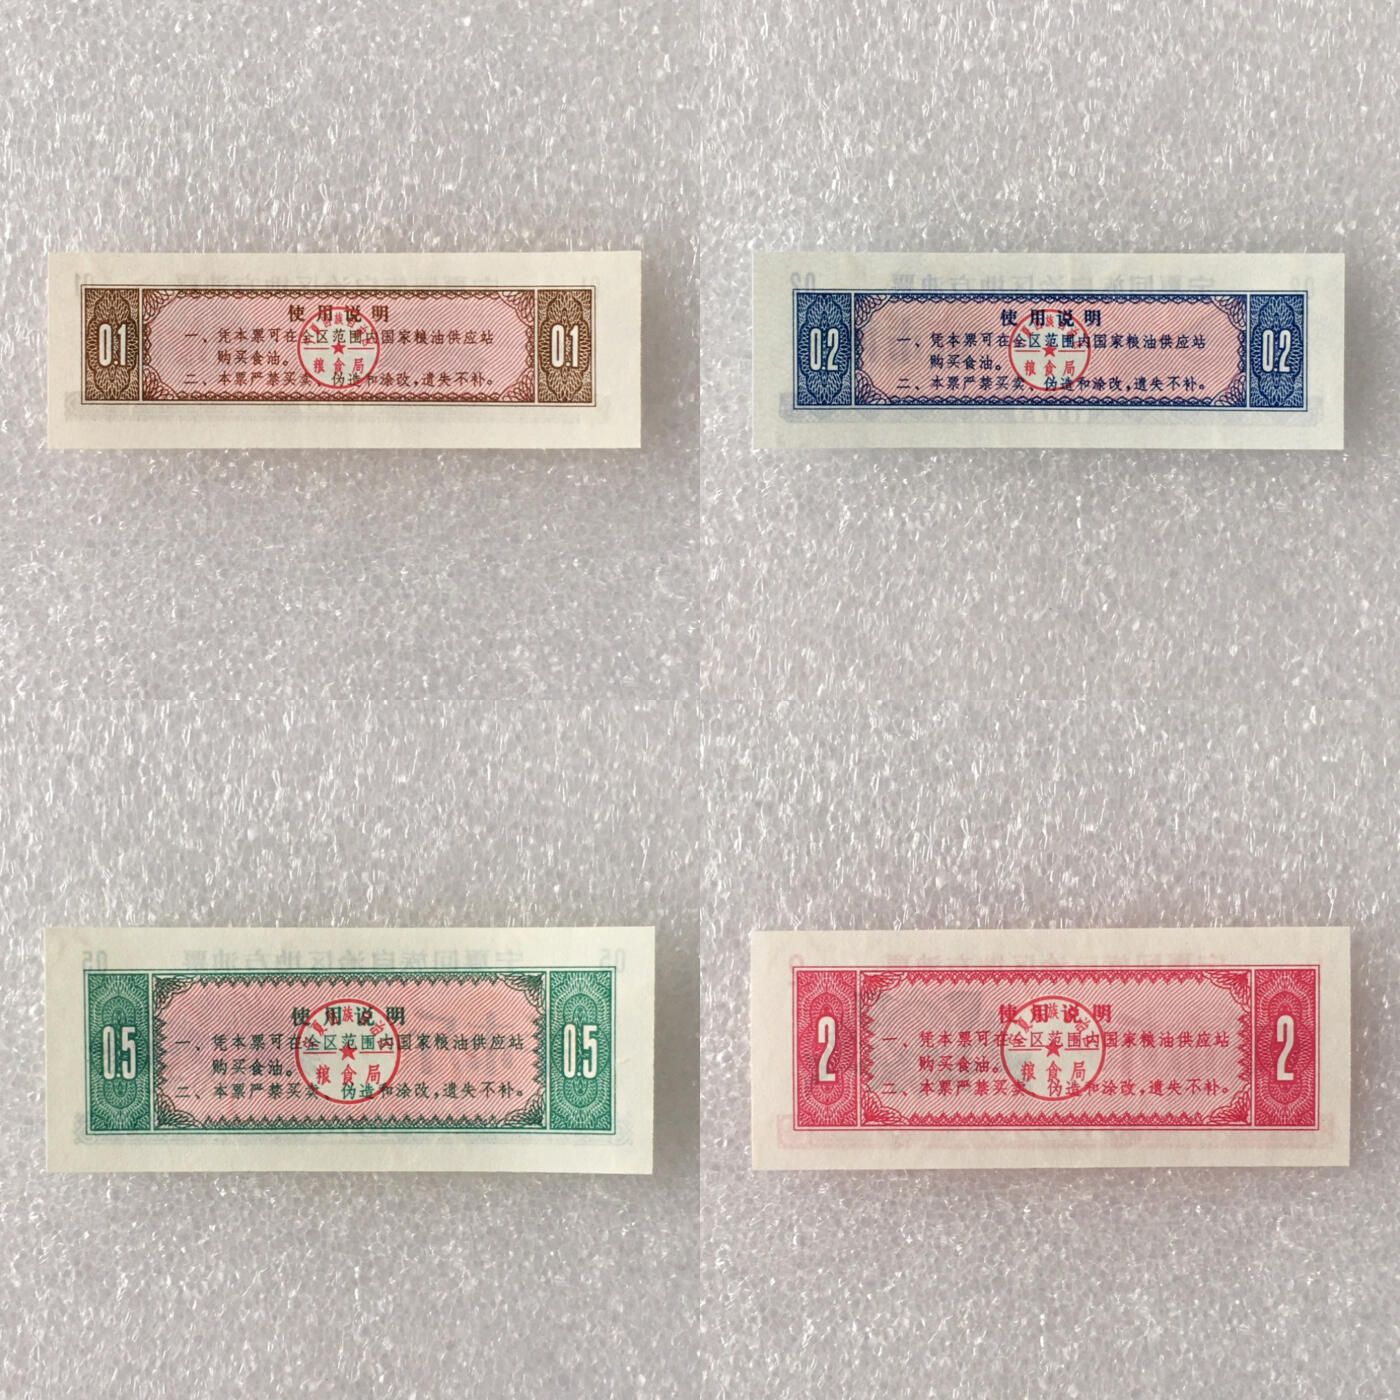 使用说明
0.1
0.1
一、凭本票可在全区范围内国家粮油供应站
购买食油。
二、本票严禁买卖、伪造和涂改,遗失不补。
粮食局
使用说明
0.2
0.2
一、凭本票可在全区范围内国家粮油供应站
购买食油。
二、本票严禁买卖、伪造和涂改,遗失不补。
粮食局
使用说明
0.5
0.5
一、凭本票可在全区范围内国家粮油供应站
购买食油。
二、本票严禁买卖、伪造和涂改,遗失不补。
粮食局
使用说明
2
2
一、凭本票可在全区范围内国家粮油供应站
购买食油。
二、本票严禁买卖、伪造和涂改,遗失不补。
粮食局